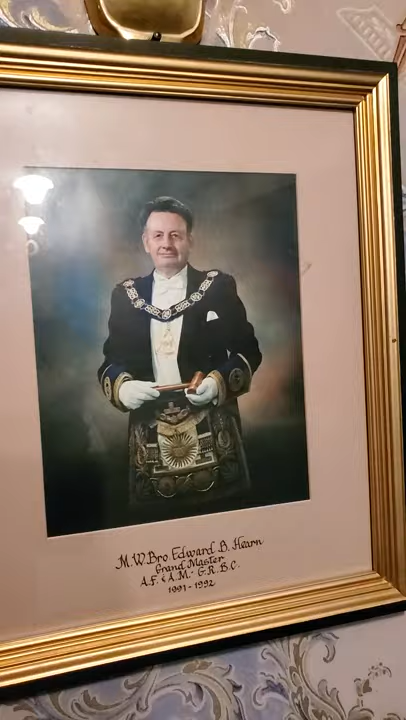 M.W.Bro. Edward B. Hearn
Grand Master
A.F. & A.M. G.R. B.C.
1991-1992